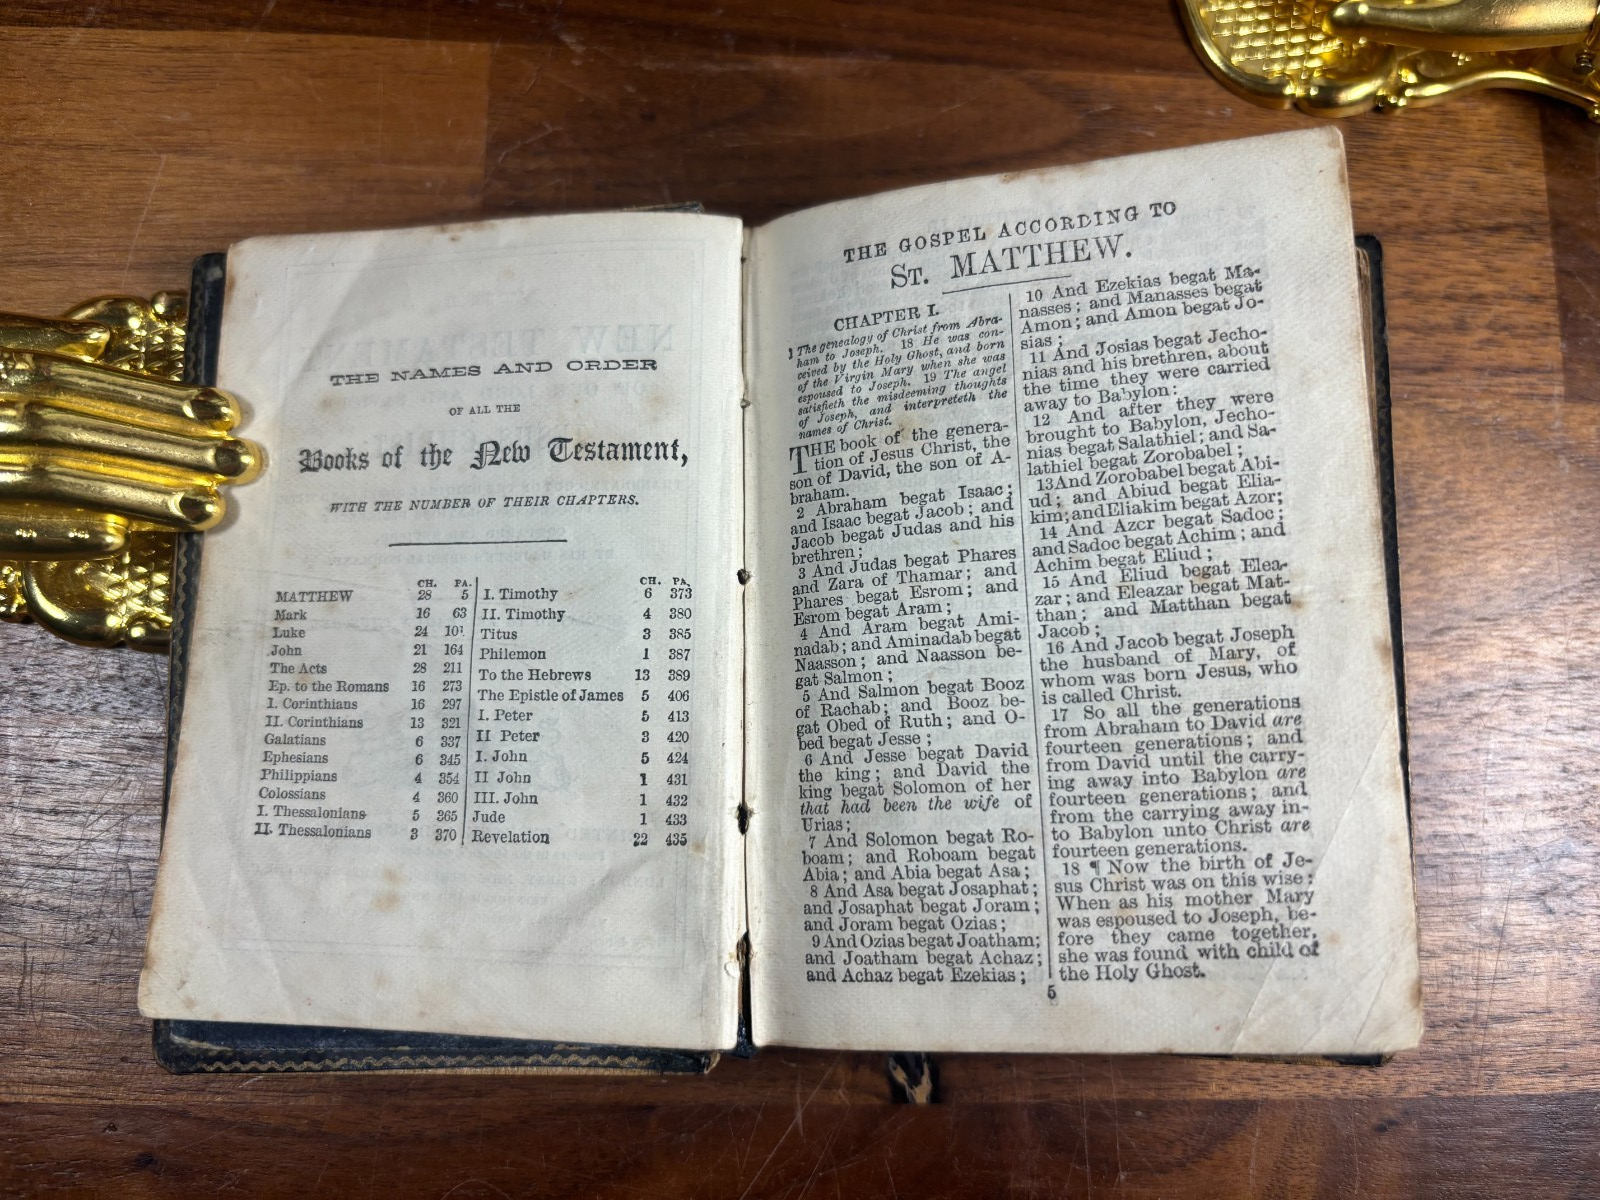 THE NAMES AND ORDER
OF ALL THE
Books of the New Testament,
WITH THE NUMBER OF THEIR CHAPTERS.
CH. PA.
MATTHEW 28 5
Mark 16 63
Luke 24 101
John 21 164
The Acts 28 211
Ep. to the Romans 16 273
I. Corinthians 16 297
II. Corinthians 13 321
Galatians 6 337
Ephesians 6 345
Philippians 4 354
Colossians 4 360
I. Thessalonians 5 365
II. Thessalonians 3 370
CH. PA.
I. Timothy 6 373
II. Timothy 4 380
Titus 3 385
Philemon 1 387
To the Hebrews 13 389
The Epistle of James 5 406
I. Peter 5 413
II Peter 3 420
I. John 5 424
II John 1 431
III. John 1 432
Jude 1 433
Revelation 22 435
THE GOSPEL ACCORDING TO
ST. MATTHEW.
CHAPTER I.
1 The genealogy of Christ from Abra-
ham to Joseph. 18 He was con-
ceived by the Holy Ghost, and born
of the Virgin Mary when she was
espoused to Joseph. 19 The angel
satisfieth the misdeeming thoughts
of Joseph, and interpreteth the
names of Christ.
THE book of the genera-
tion of Jesus Christ, the
son of David, the son of A-
braham.
2 Abraham begat Isaac;
and Isaac begat Jacob; and
Jacob begat Judas and his
brethren;
3 And Judas begat Phares
and Zara of Thamar; and
Phares begat Esrom; and
Esrom begat Aram;
4 And Aram begat Ami-
nadab; and Aminadab begat
Naasson; and Naasson be-
gat Salmon;
5 And Salmon begat Booz
of Rachab; and Booz be-
gat Obed of Ruth; and O-
bed begat Jesse;
6 And Jesse begat David
the king; and David the
king begat Solomon of her
that had been the wife of
Urias;
7 And Solomon begat Ro-
boam; and Roboam begat
Abia; and Abia begat Asa;
8 And Asa begat Josaphat;
and Josaphat begat Joram;
and Joram begat Ozias;
9 And Ozias begat Joatham;
and Joatham begat Achaz;
and Achaz begat Ezekias;
10 And Ezekias begat Ma-
nasses; and Manasses begat
Amon; and Amon begat Jo-
sias;
11 And Josias begat Jecho-
nias and his brethren, about
the time they were carried
away to Babylon:
12 And after they were
brought to Babylon, Jecho-
nias begat Salathiel; and Sa-
lathiel begat Zorobabel;
13 And Zorobabel begat Abi-
ud; and Abiud begat Elia-
kim; and Eliakim begat Azor;
14 And Azor begat Sadoc;
and Sadoc begat Achim; and
Achim begat Eliud;
15 And Eliud begat Elea-
zar; and Eleazar begat Mat-
than; and Matthan begat
Jacob;
16 And Jacob begat Joseph
the husband of Mary, of
whom was born Jesus, who
is called Christ.
17 So all the generations
from Abraham to David are
fourteen generations; and
from David until the carry-
ing away into Babylon are
fourteen generations; and
from the carrying away in-
to Babylon unto Christ are
fourteen generations.
18 ¶ Now the birth of Je-
sus Christ was on this wise:
When as his mother Mary
was espoused to Joseph, be-
fore they came together,
she was found with child of
the Holy Ghost.
5